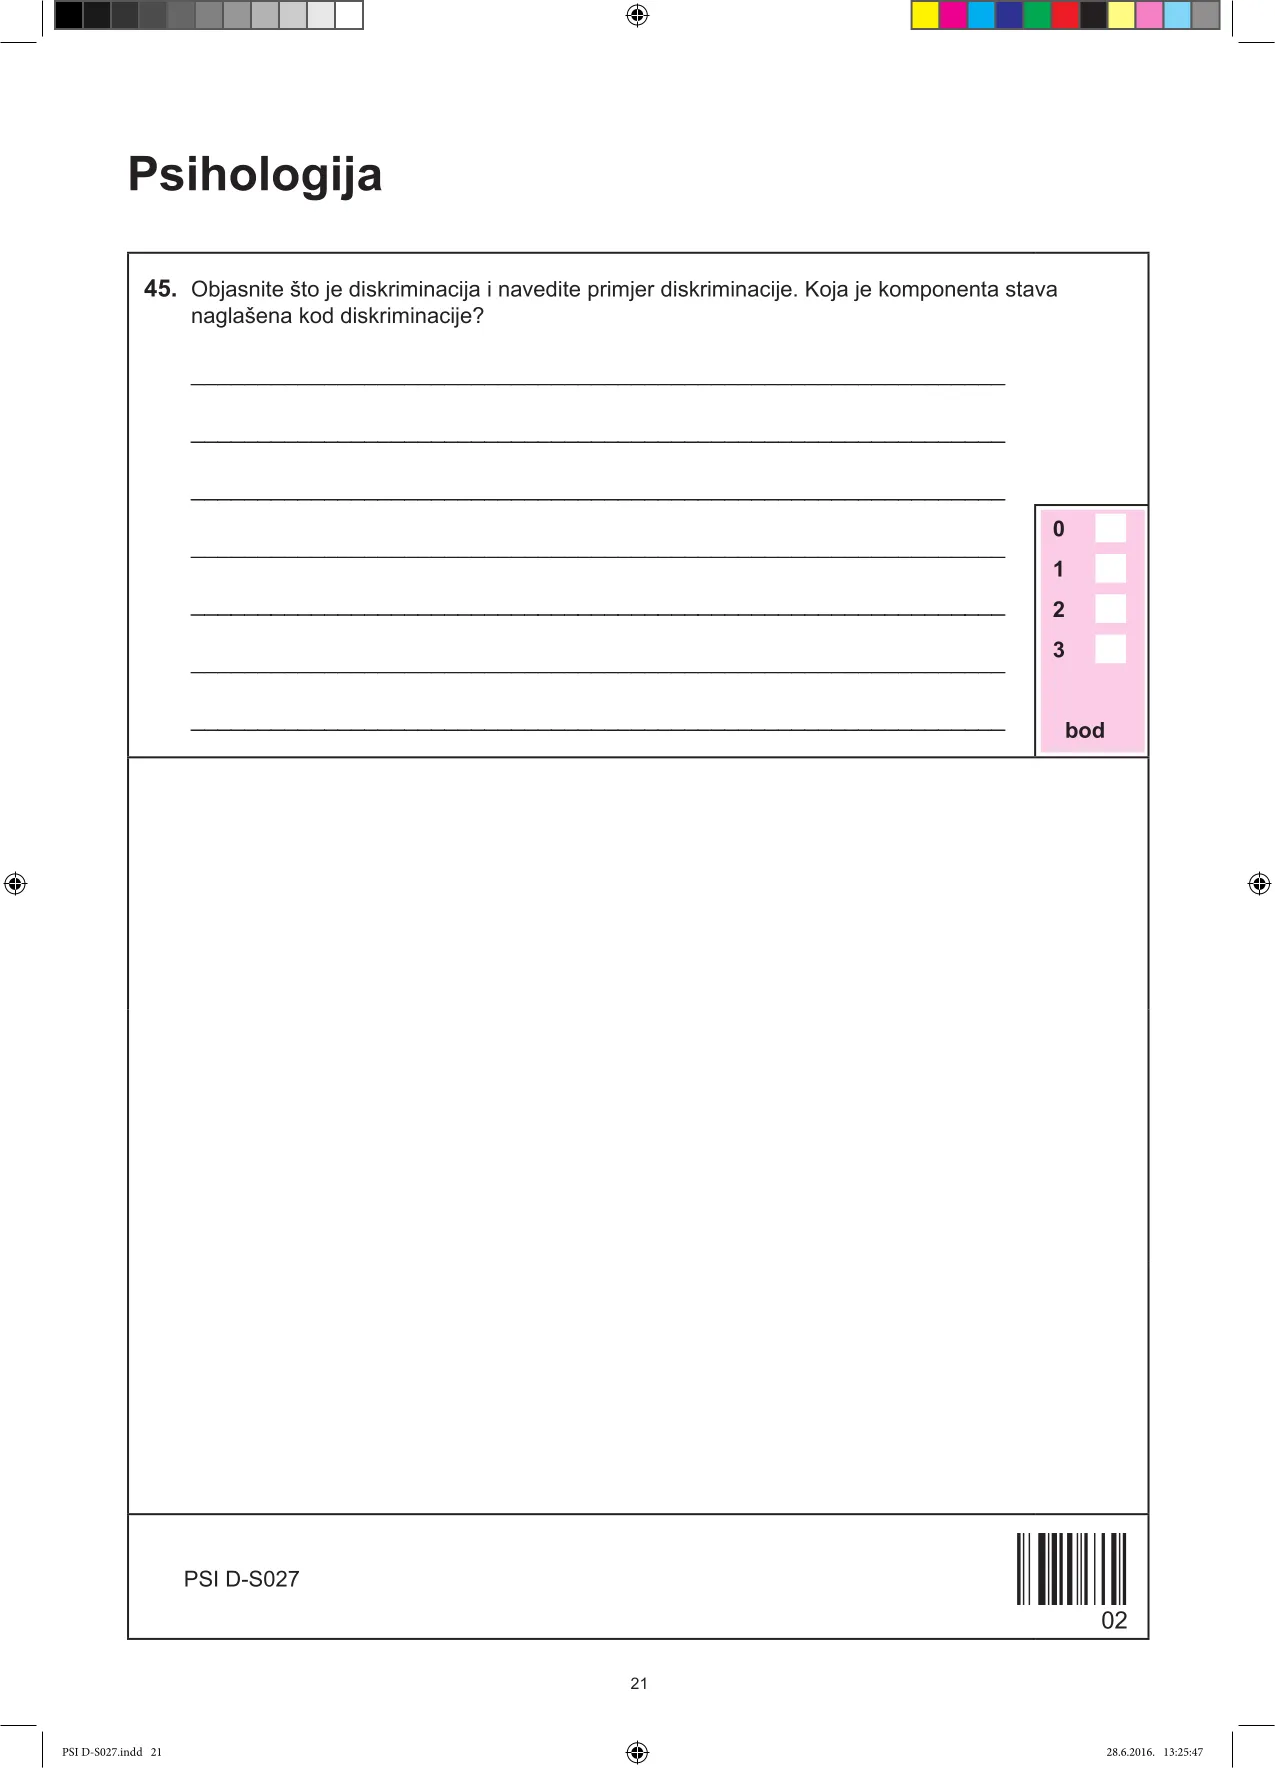 Psihologija
45. Objasnite što je diskriminacija i navedite primjer diskriminacije. Koja je komponenta stava
naglašena kod diskriminacije?
0
1
2
3
bod
PSI D-S027
02
21
PSI D-S027.indd 21
28.6.2016. 13:25:47